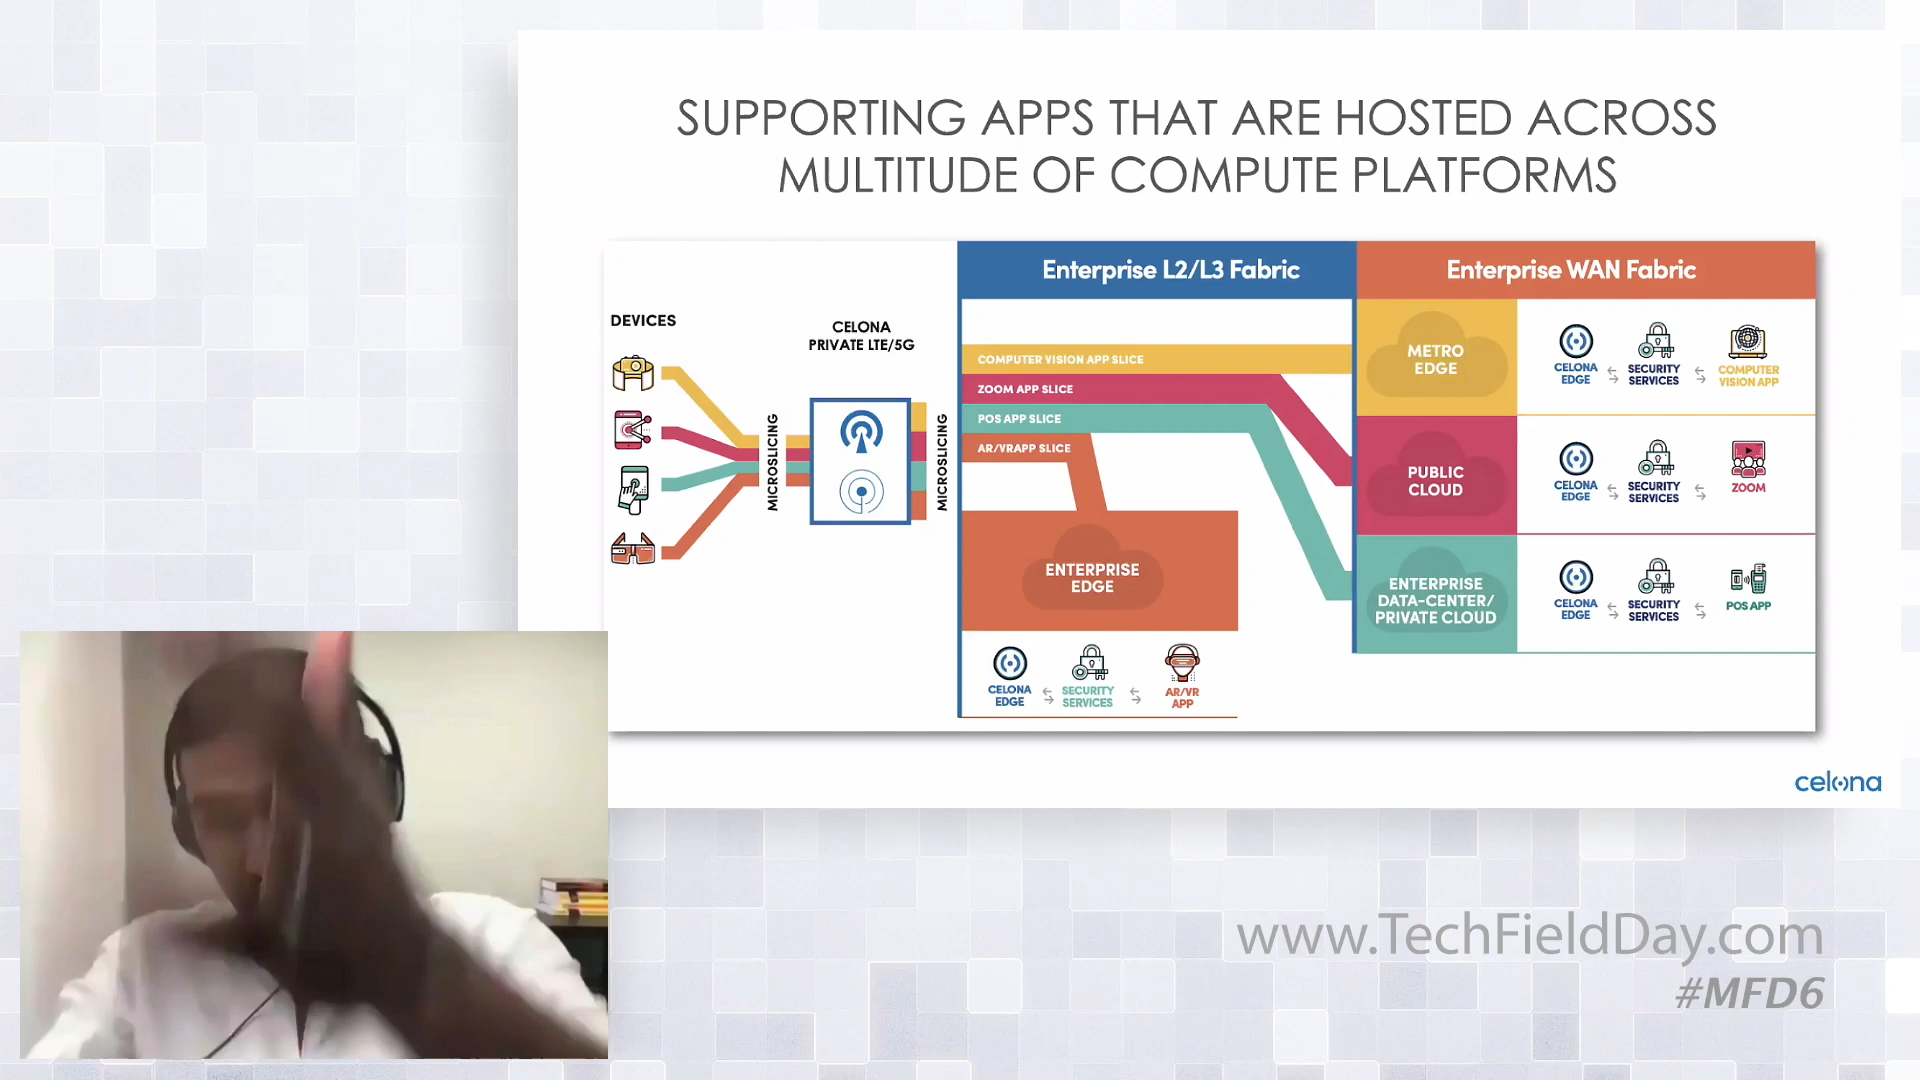 SUPPORTING APPS THAT ARE HOSTED ACROSS
MULTITUDE OF COMPUTE PLATFORMS
Enterprise L2/L3 Fabric
Enterprise WAN Fabric
DEVICES
CELONA
PRIVATE LTE/5G
MICROSLICING
MICROSLICING
COMPUTER VISION APP SLICE
ZOOM APP SLICE
POS APP SLICE
AR/VRAPP SLICE
METRO
EDGE
CELONA
EDGE
SECURITY
SERVICES
COMPUTER
VISION APP
PUBLIC
CLOUD
CELONA
EDGE
SECURITY
SERVICES
ZOOM
ENTERPRISE
EDGE
ENTERPRISE
DATA-CENTER/
PRIVATE CLOUD
CELONA
EDGE
SECURITY
SERVICES
POS APP
CELONA
EDGE
SECURITY
SERVICES
AR/VR
APP
celona
www.TechFieldDay.com
#MFD6